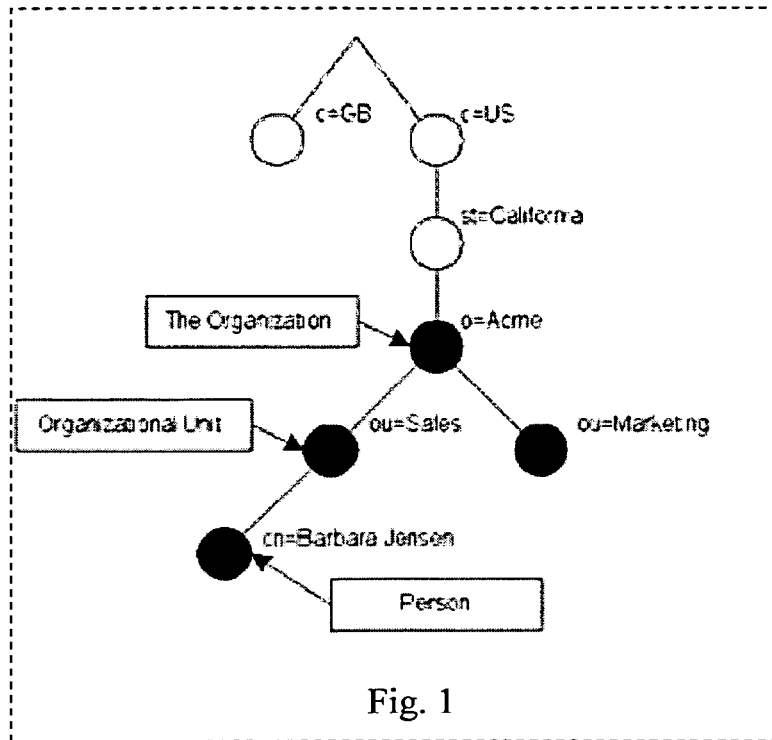 c=GB
c=US
st=California
The Organization
o=Acme
Organizational Unit
ou=Sales
ou=Marketing
cn=Barbara Jensen
Person
Fig. 1